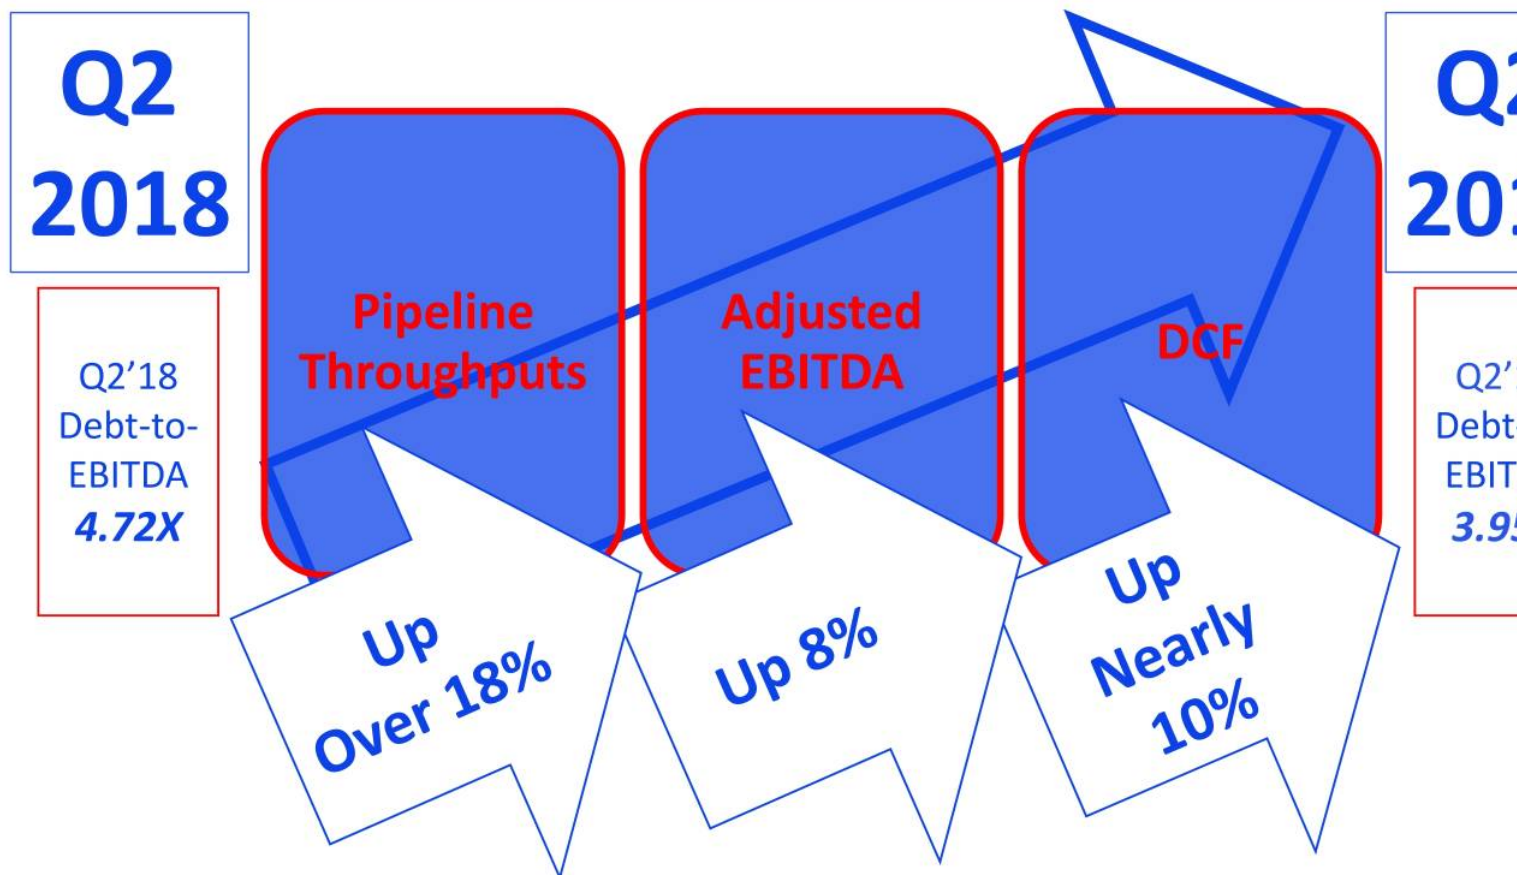 Q2
2018
Q2'18
Debt-to-
EBITDA
4.72X
Pipeline
Throughputs
Up
Over 18%
Adjusted
EBITDA
Up 8%
DCF
Up
Nearly
10%